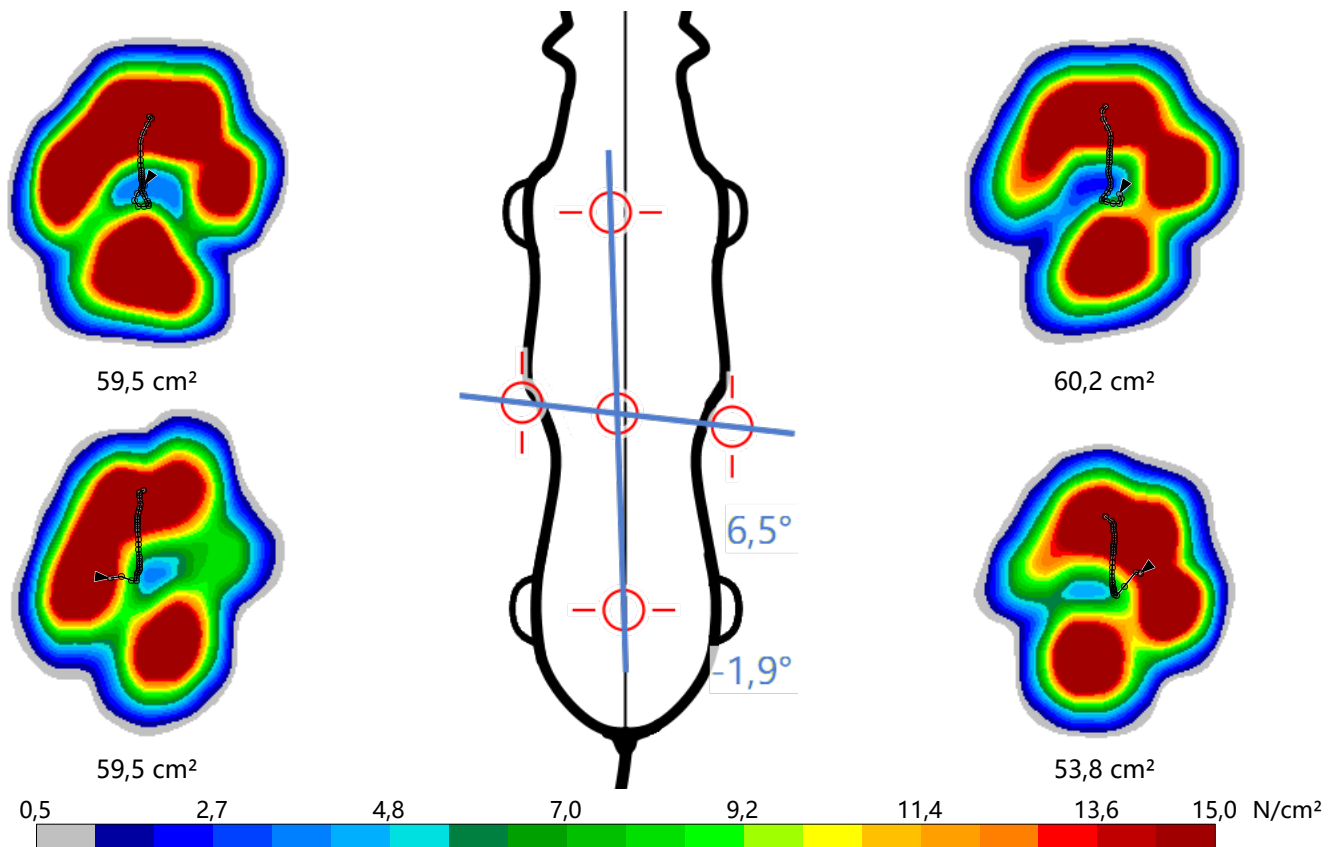 59,5 cm²
60,2 cm²
6,5°
-1,9°
59,5 cm²
53,8 cm²
0,5 2,7 4,8 7,0 9,2 11,4 13,6 15,0 N/cm²